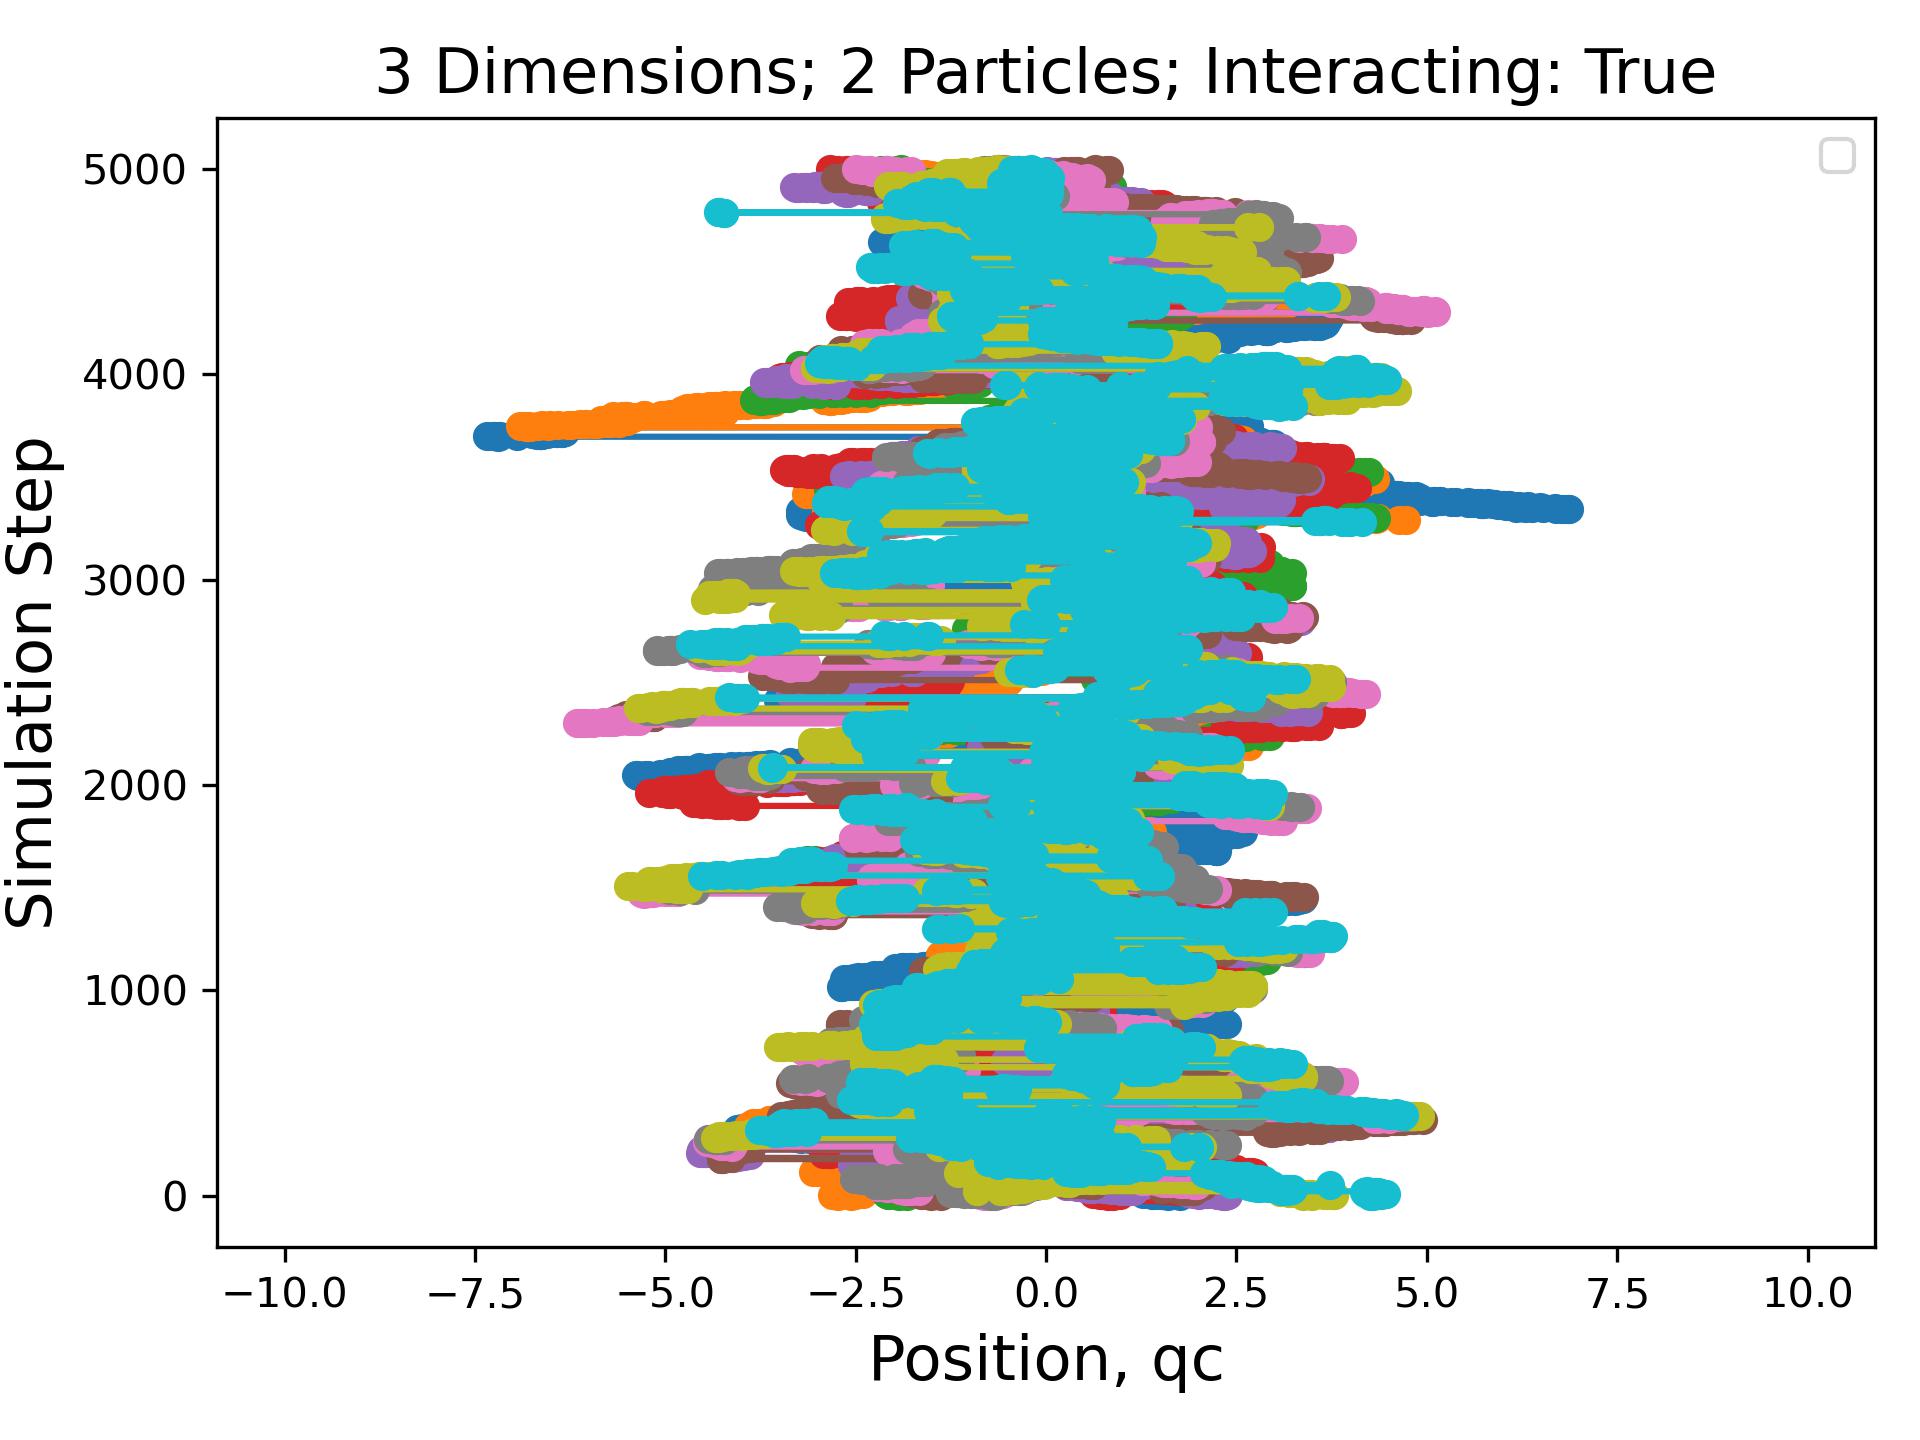 3 Dimensions; 2 Particles; Interacting: True
5000
4000
3000
2000
1000
0
Simulation Step
−10.0 −7.5 −5.0 −2.5 0.0 2.5 5.0 7.5 10.0
Position, qc